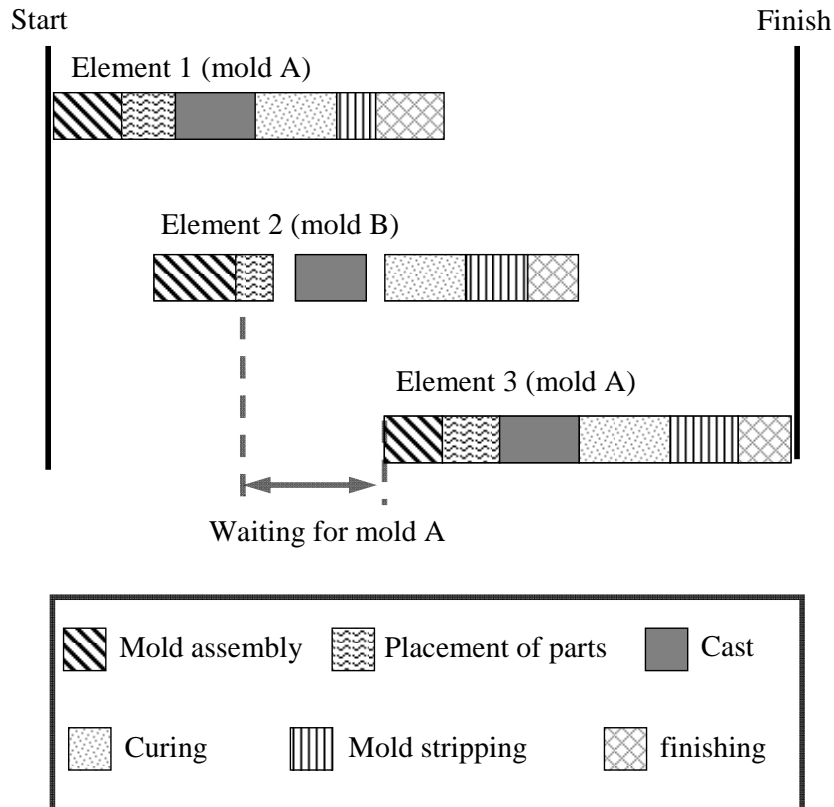 Start
Finish
Element 1 (mold A)
Element 2 (mold B)
Element 3 (mold A)
Waiting for mold A
Mold assembly
Placement of parts
Cast
Curing
Mold stripping
finishing